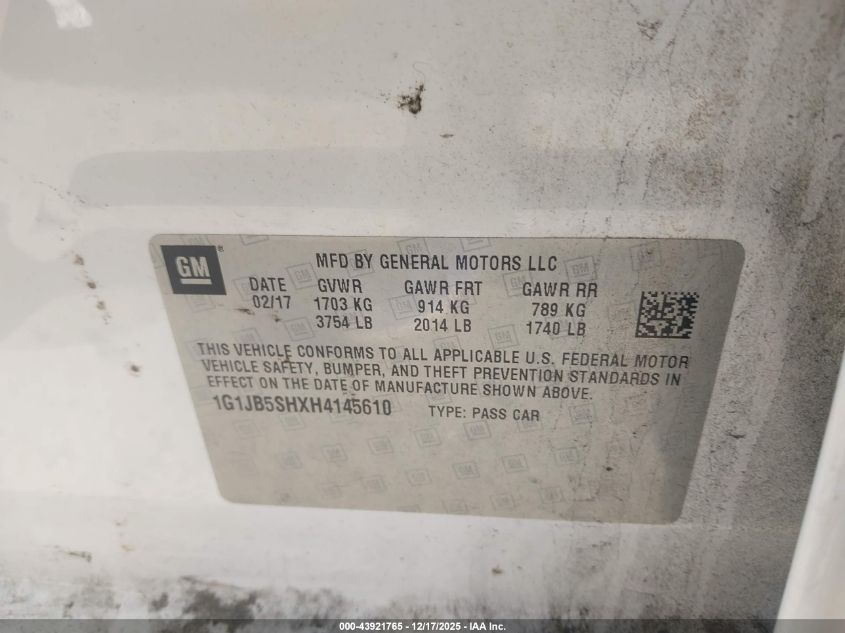 GM®
MFD BY GENERAL MOTORS LLC
DATE GVWR GAWR FRT GAWR RR
02/17 1703 KG 914 KG 789 KG
3754 LB 2014 LB 1740 LB
THIS VEHICLE CONFORMS TO ALL APPLICABLE U.S. FEDERAL MOTOR
VEHICLE SAFETY, BUMPER, AND THEFT PREVENTION STANDARDS IN
EFFECT ON THE DATE OF MANUFACTURE SHOWN ABOVE.
1G1JB5SHXH4145610 TYPE: PASS CAR
000-43921765 - 12/17/2025 - IAA Inc.